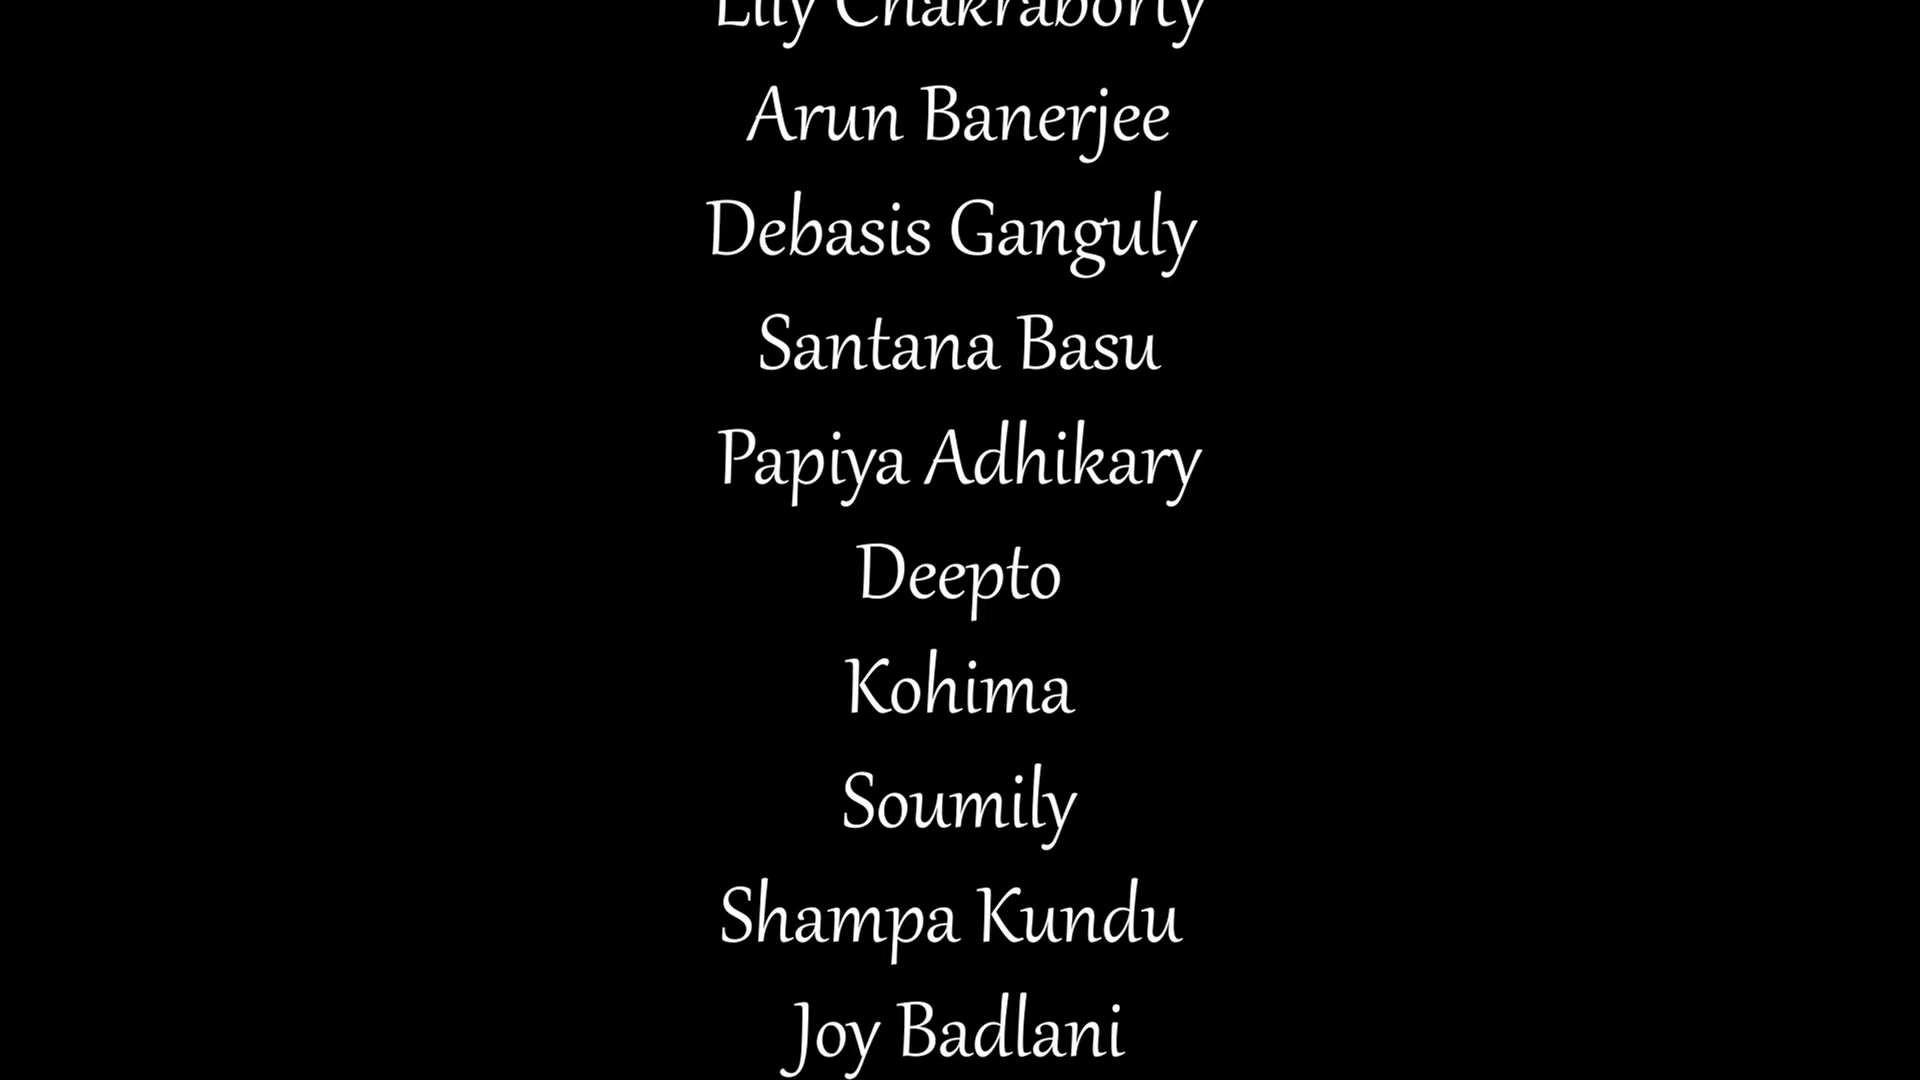 Lily Chakraborty
Arun Banerjee
Debasis Ganguly
Santana Basu
Papiya Adhikary
Deepto
Kohima
Soumily
Shampa Kundu
Joy Badlani